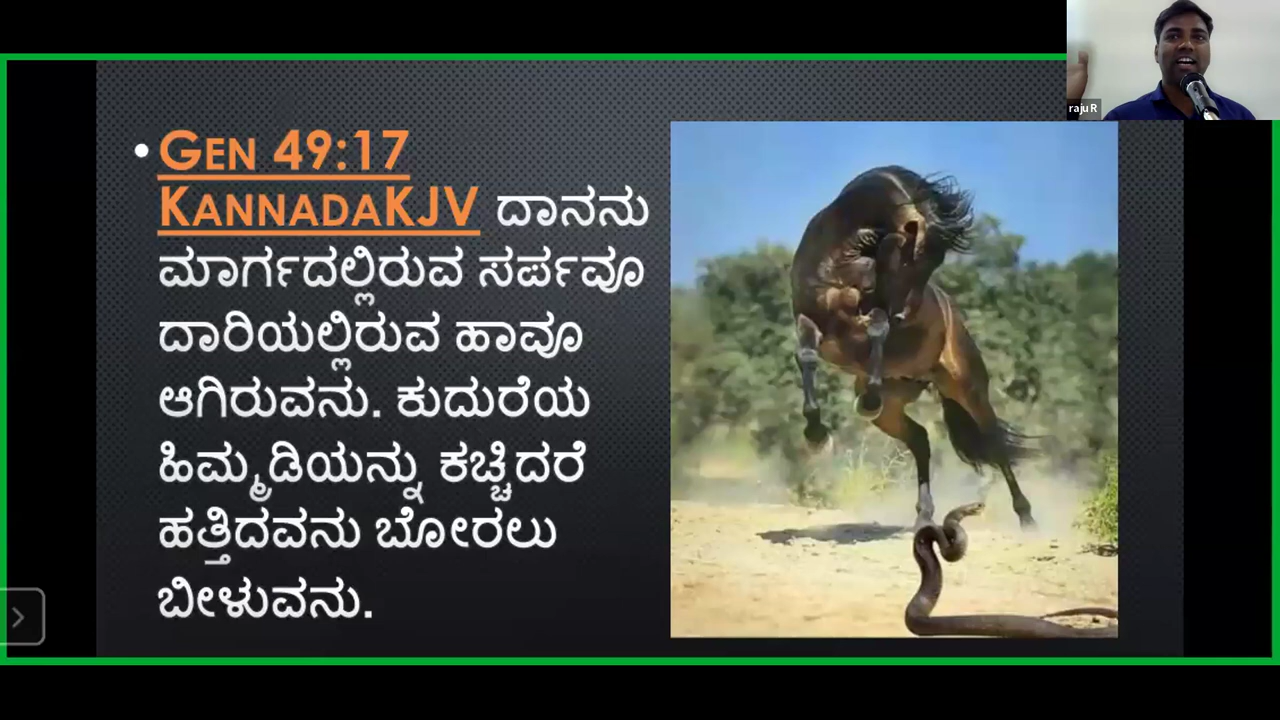 • GEN 49:17
KANNADAKJV ದಾನನು
ಮಾರ್ಗದಲ್ಲಿರುವ ಸರ್ಪವೂ
ದಾರಿಯಲ್ಲಿರುವ ಹಾವೂ
ಆಗಿರುವನು. ಕುದುರೆಯ
ಹಿಮ್ಮಡಿಯನ್ನು ಕಚ್ಚಿದರೆ
ಹತ್ತಿದವನು ಬೋರಲು
ಬೀಳುವನು.
raju R